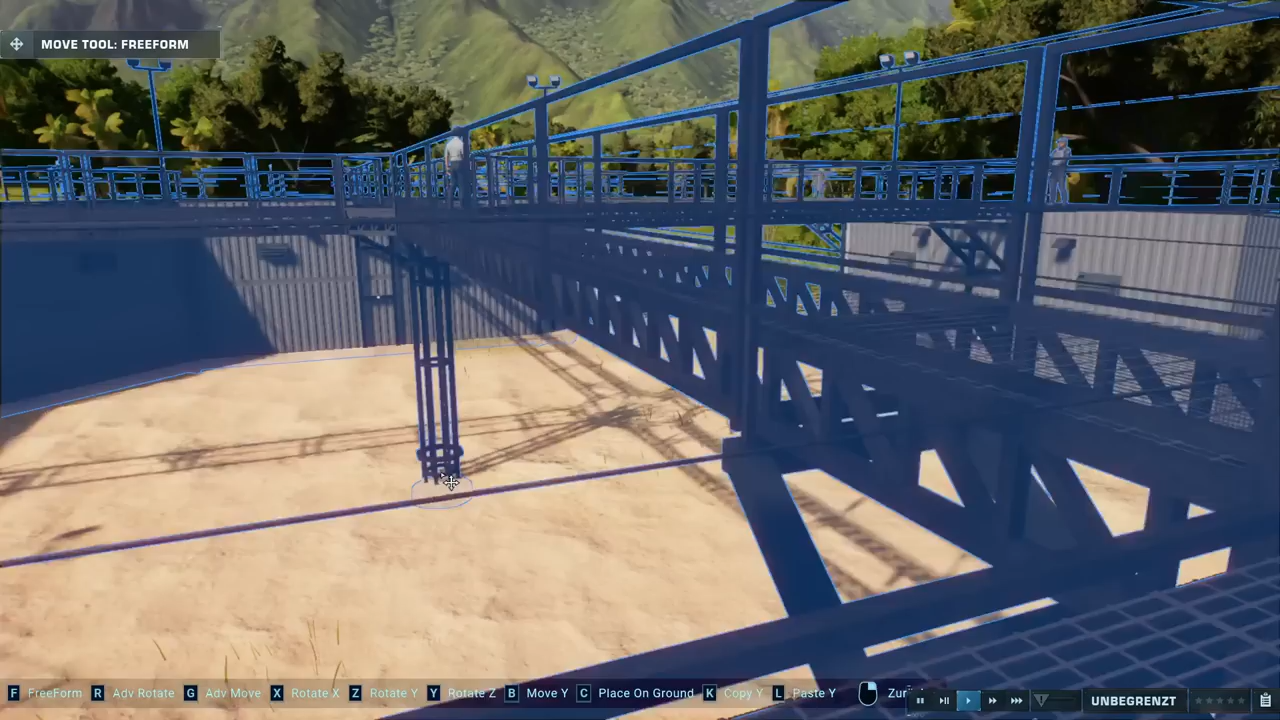 MOVE TOOL: FREEFORM
F FreeForm R Adv Rotate G Adv Move X Rotate X Z Rotate Y Y Rotate Z B Move Y C Place On Ground K Copy Y L Paste Y
UNBEGRENZT